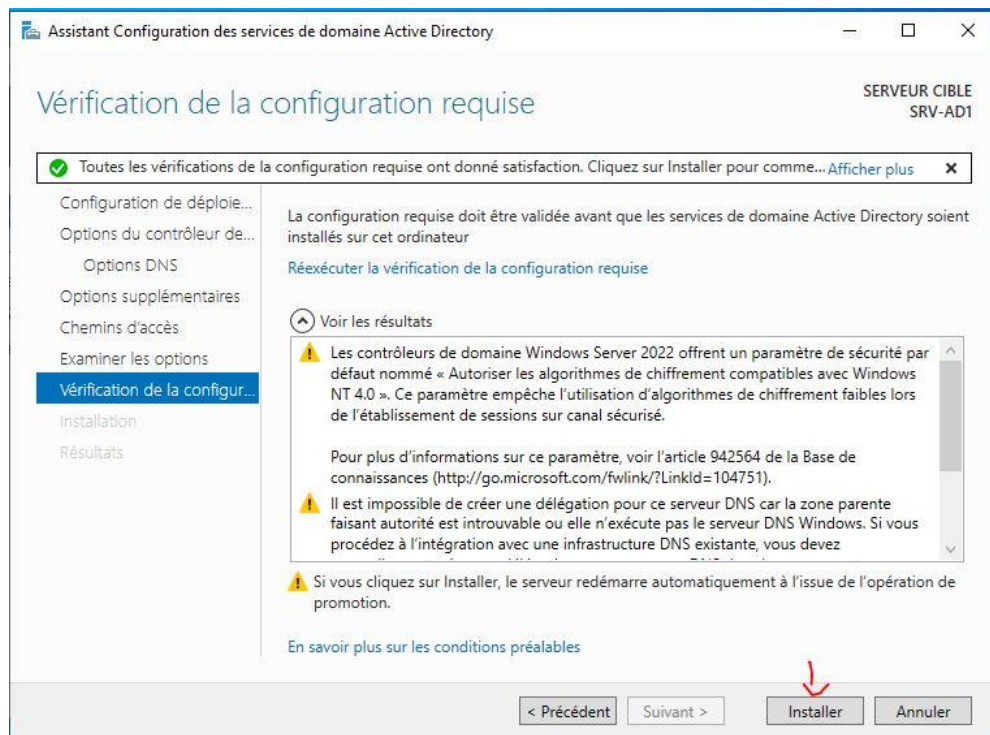 Assistant Configuration des services de domaine Active Directory
Vérification de la configuration requise
SERVEUR CIBLE
SRV-AD1
Toutes les vérifications de la configuration requise ont donné satisfaction. Cliquez sur Installer pour comme... Afficher plus
Configuration de déploie...
Options du contrôleur de...
Options DNS
Options supplémentaires
Chemins d'accès
Examiner les options
Vérification de la configur...
Installation
Résultats
La configuration requise doit être validée avant que les services de domaine Active Directory soient
installés sur cet ordinateur
Réexécuter la vérification de la configuration requise
Voir les résultats
Les contrôleurs de domaine Windows Server 2022 offrent un paramètre de sécurité par
défaut nommé « Autoriser les algorithmes de chiffrement compatibles avec Windows
NT 4.0 ». Ce paramètre empêche l'utilisation d'algorithmes de chiffrement faibles lors
de l'établissement de sessions sur canal sécurisé.
Pour plus d'informations sur ce paramètre, voir l'article 942564 de la Base de
connaissances (http://go.microsoft.com/fwlink/?LinkId=104751).
Il est impossible de créer une délégation pour ce serveur DNS car la zone parente
faisant autorité est introuvable ou elle n'exécute pas le serveur DNS Windows. Si vous
procédez à l'intégration avec une infrastructure DNS existante, vous devez
Si vous cliquez sur Installer, le serveur redémarre automatiquement à l'issue de l'opération de
promotion.
En savoir plus sur les conditions préalables
< Précédent
Suivant >
Installer
Annuler